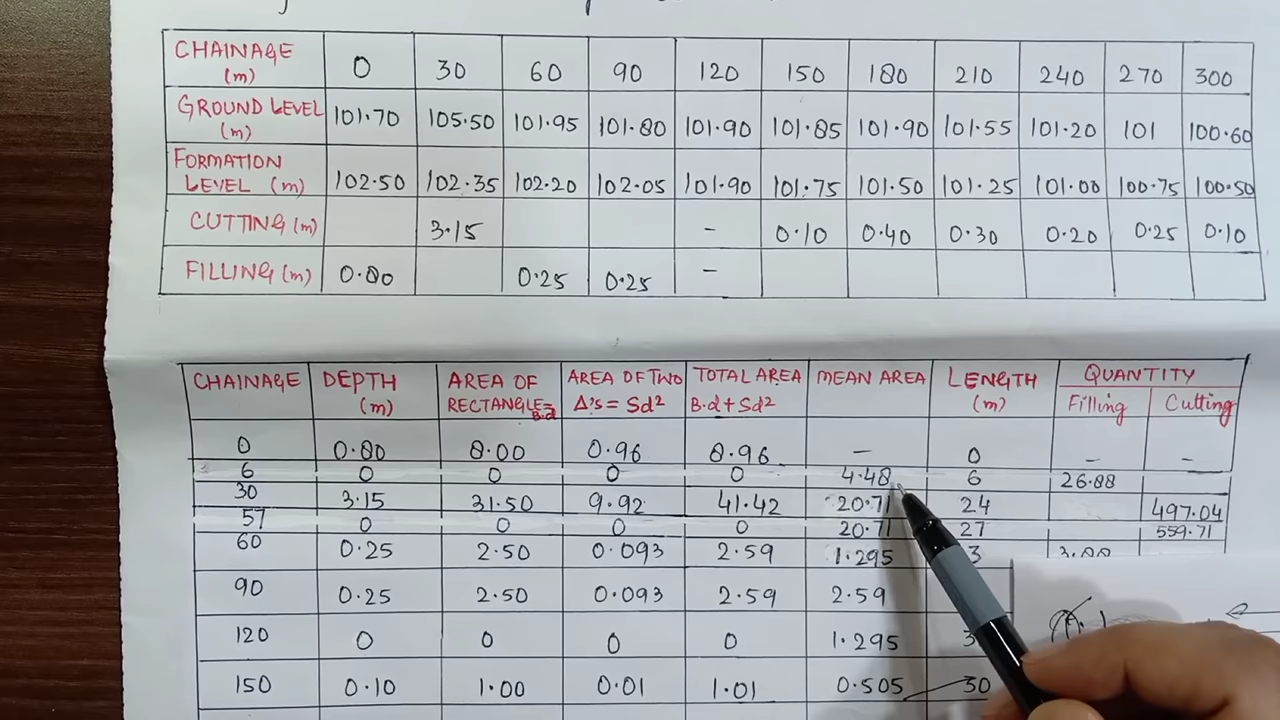 CHAINAGE (m) 0 30 60 90 120 150 180 210 240 270 300
GROUND LEVEL (m) 101.70 105.50 101.95 101.80 101.90 101.85 101.90 101.55 101.20 101 100.60
FORMATION LEVEL (m) 102.50 102.35 102.20 102.05 101.90 101.75 101.50 101.25 101.00 100.75 100.50
CUTTING (m) 3.15 - 0.10 0.40 0.30 0.20 0.25 0.10
FILLING (m) 0.80 0.25 0.25 -
CHAINAGE DEPTH (m) AREA OF RECTANGLE= B.d AREA OF TWO Δ's = Sd² TOTAL AREA B.d + Sd² MEAN AREA LENGTH (m) QUANTITY
Filling Cutting
0 0.80 8.00 0.96 8.96 - 0 - -
6 0 0 0 0 4.48 6 26.88
30 3.15 31.50 9.92 41.42 20.71 24 497.04
57 0 0 0 0 20.71 27 559.71
60 0.25 2.50 0.093 2.59 1.295 3
90 0.25 2.50 0.093 2.59 2.59
120 0 0 0 0 1.295
150 0.10 1.00 0.01 1.01 0.505 30